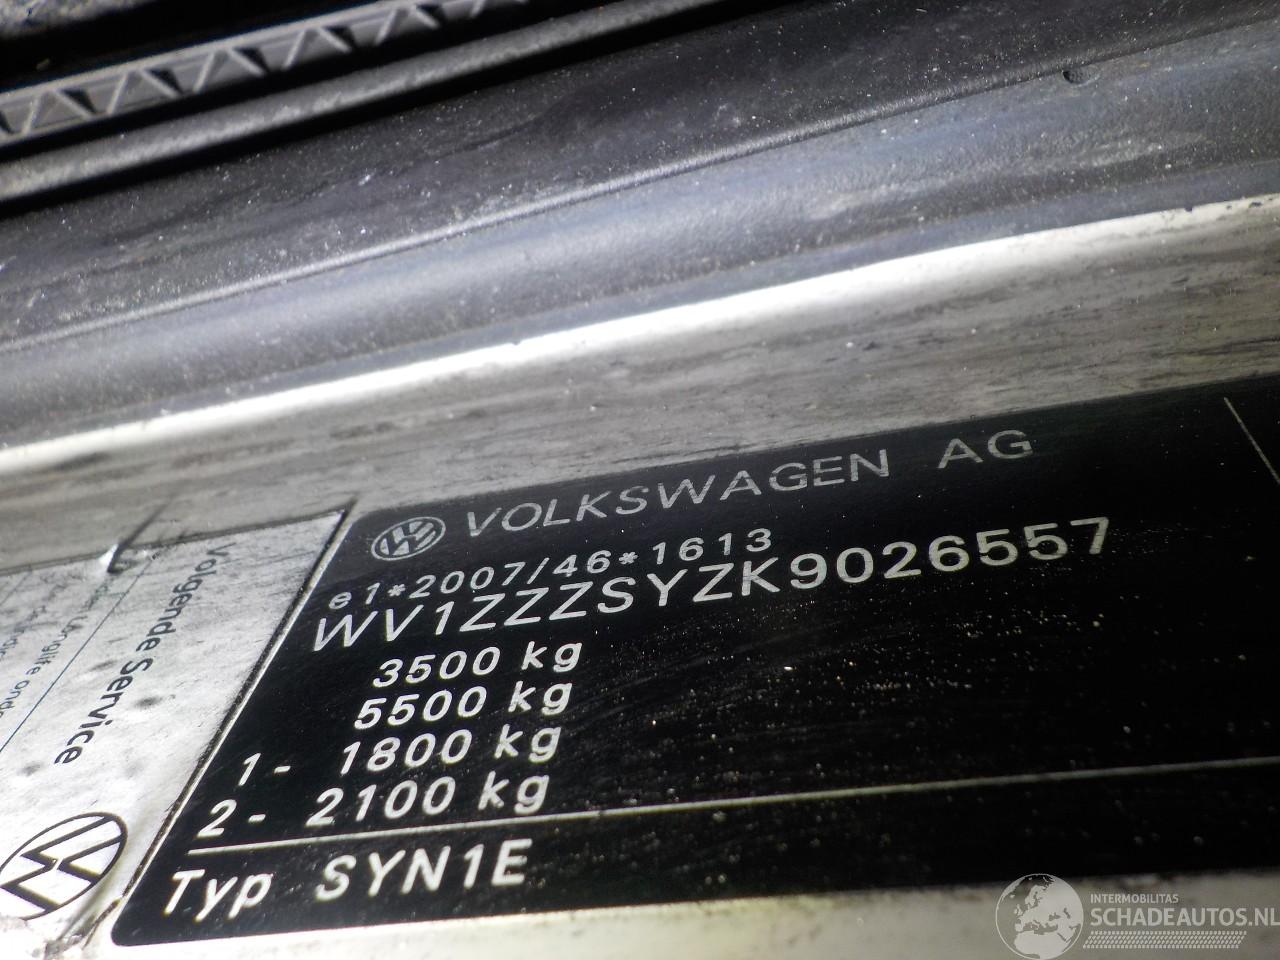 VOLKSWAGEN AG
e1*2007/46*1613
WV1ZZZSYZK9026557
3500 kg
5500 kg
1- 1800 kg
2- 2100 kg
Typ SYN1E
Volgende Service
INTERMOBILITAS
SCHADEAUTOS.NL